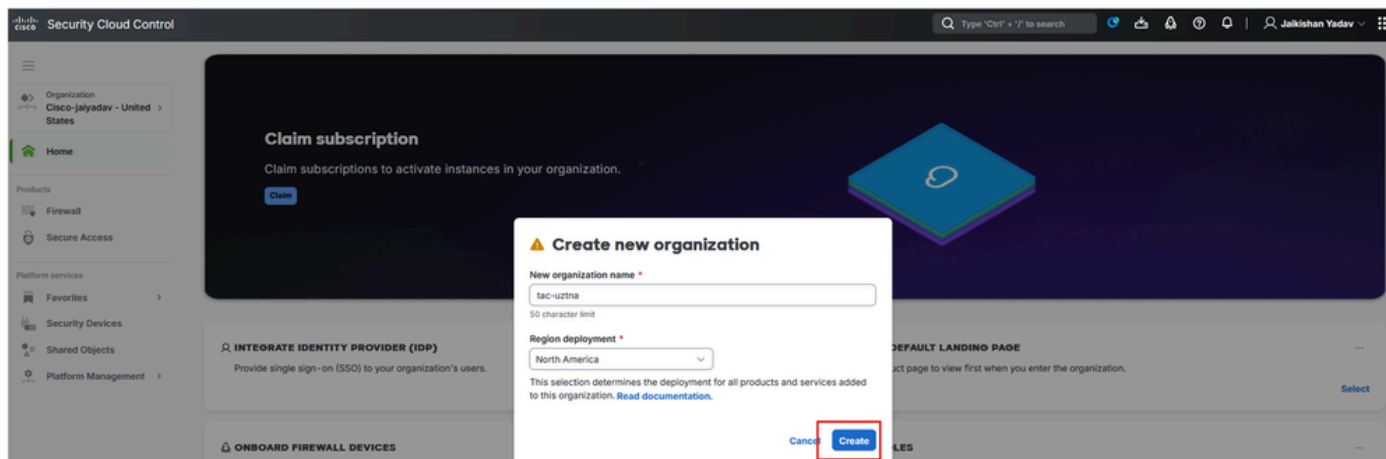 CISCO Security Cloud Control
Type 'Ctrl' + '/' to search
Jaikishan Yadav
Organization
Cisco-jaiyadav - United
States
Home
Products
Firewall
Secure Access
Platform services
Favorites
Security Devices
Shared Objects
Platform Management
Claim subscription
Claim subscriptions to activate instances in your organization.
Claim
Create new organization
New organization name *
tac-uztna
50 character limit
Region deployment *
North America
This selection determines the deployment for all products and services added
to this organization. Read documentation.
Cancel
Create
INTEGRATE IDENTITY PROVIDER (IDP)
Provide single sign-on (SSO) to your organization's users.
DEFAULT LANDING PAGE
page to view first when you enter the organization.
Select
ONBOARD FIREWALL DEVICES